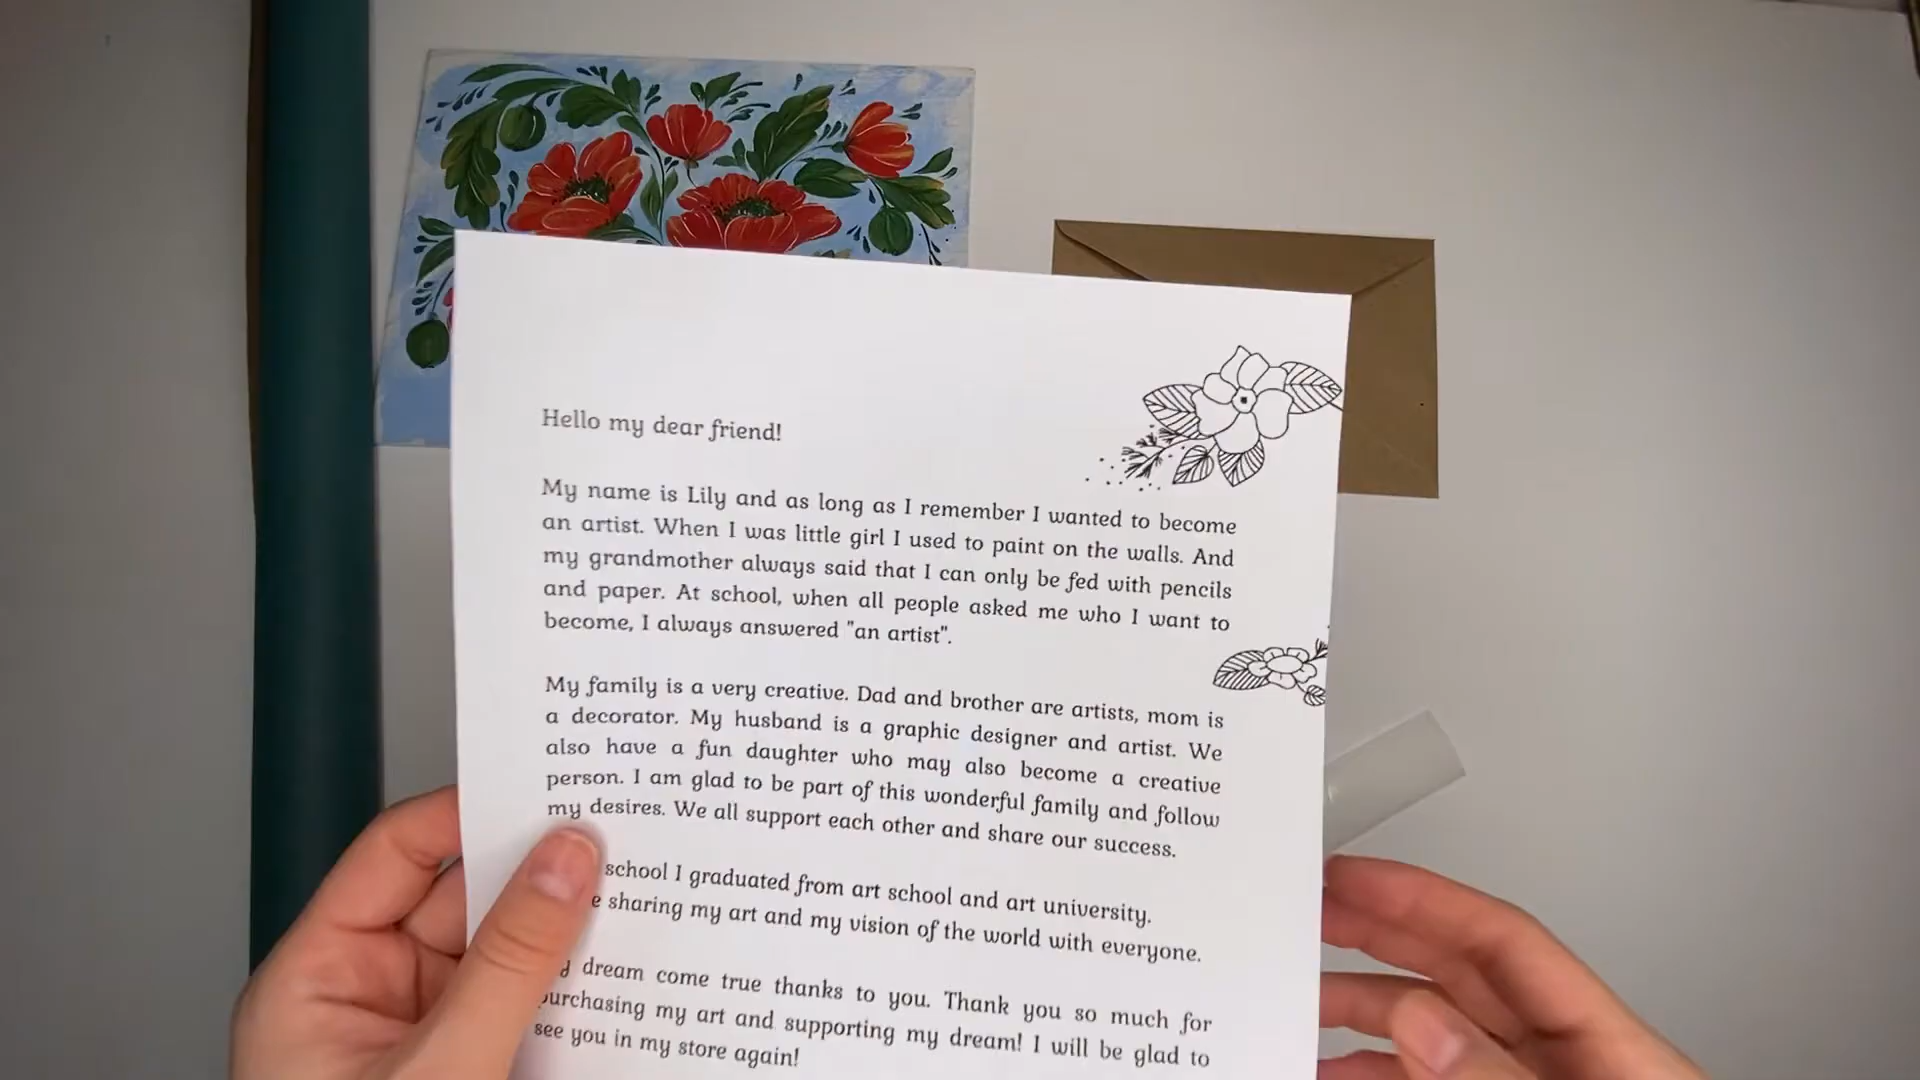 Hello my dear friend!
My name is Lily and as long as I remember I wanted to become
an artist. When I was little girl I used to paint on the walls. And
my grandmother always said that I can only be fed with pencils
and paper. At school, when all people asked me who I want to
become, I always answered "an artist".
My family is a very creative. Dad and brother are artists, mom is
a decorator. My husband is a graphic designer and artist. We
also have a fun daughter who may also become a creative
person. I am glad to be part of this wonderful family and follow
my desires. We all support each other and share our success.
school I graduated from art school and art university.
sharing my art and my vision of the world with everyone.
dream come true thanks to you. Thank you so much for
purchasing my art and supporting my dream! I will be glad to
see you in my store again!